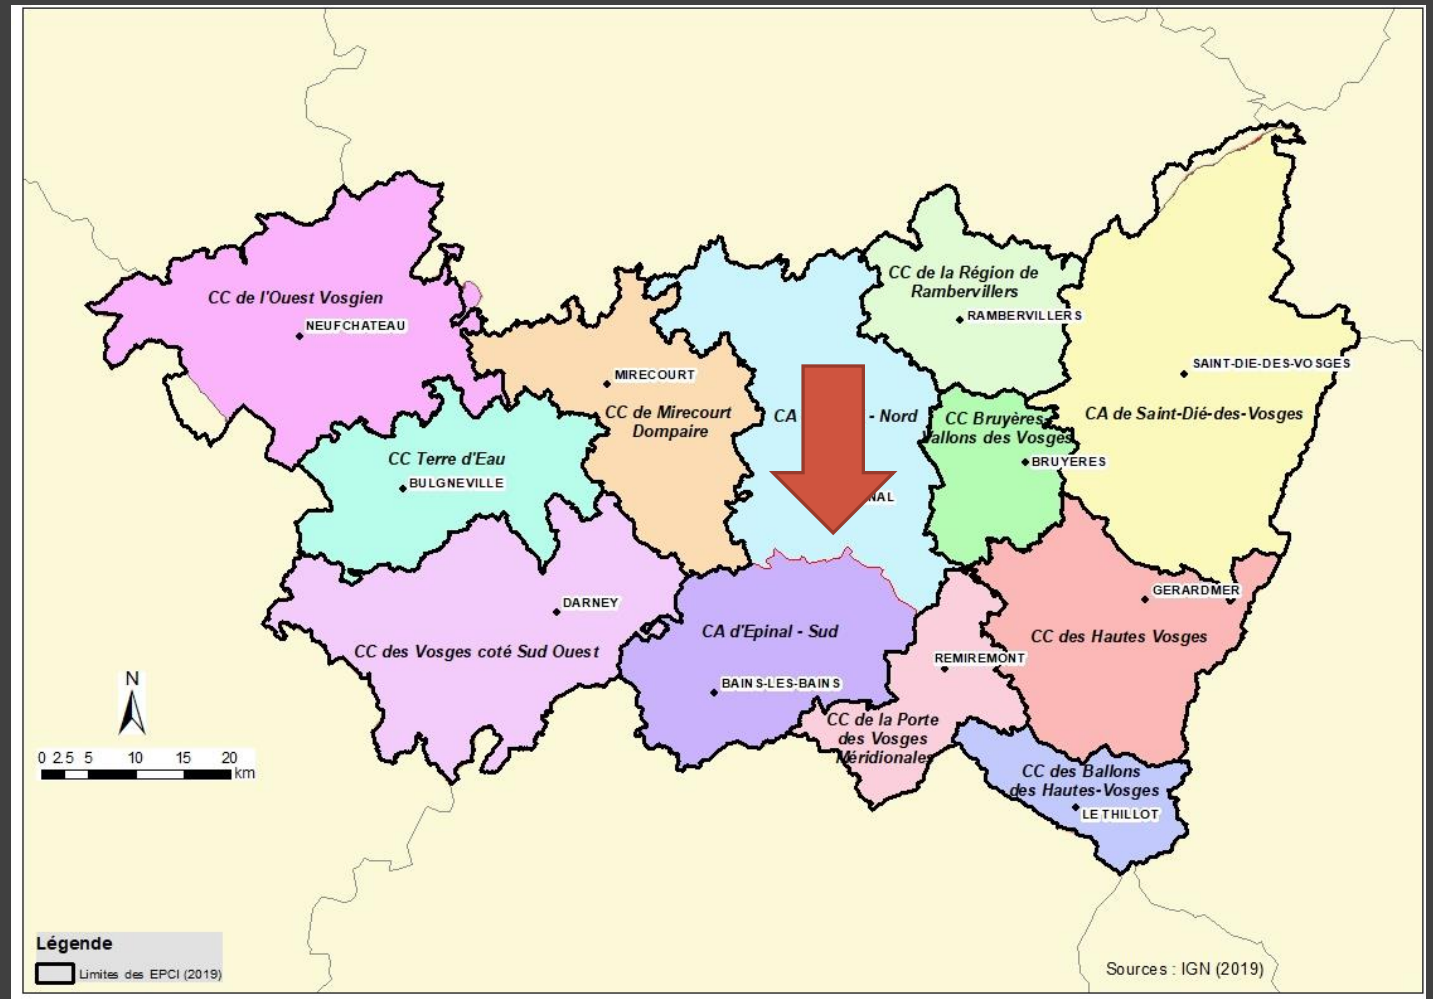 CC de l'Ouest Vosgien
NEUFCHATEAU
CC de la Région de
Rambervillers
RAMBERVILLERS
SAINT-DIE-DES-VOSGES
CA de Saint-Dié-des-Vosges
MIRECOURT
CC de Mirecourt
Dompaire
CA - Nord
NAL
CC Bruyères
Vallons des Vosges
BRUYERES
CC Terre d'Eau
BULGNEVILLE
DARNEY
CC des Vosges coté Sud Ouest
CA d'Epinal - Sud
BAINS-LES-BAINS
GERARDMER
CC des Hautes Vosges
REMIREMONT
CC de la Porte
des Vosges
Méridionales
CC des Ballons
des Hautes-Vosges
LE THILLOT
N
0 2.5 5 10 15 20
km
Légende
Limites des EPCI (2019)
Sources : IGN (2019)